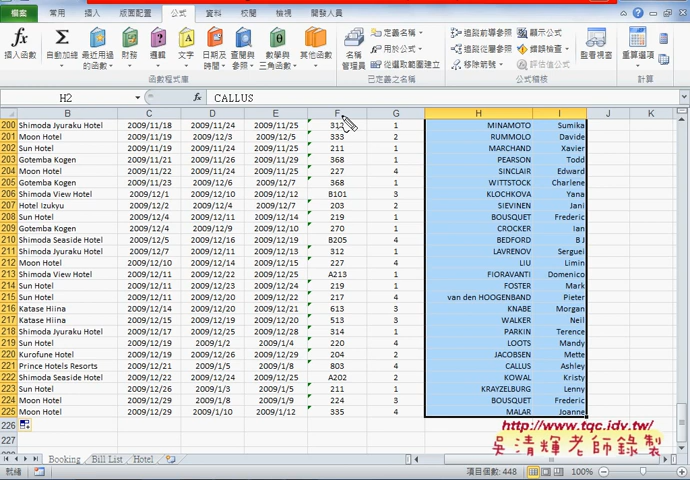 檔案 常用 插入 版面配置 公式 資料 校閱 檢視 開發人員
插入函數 自動加總 最近用過的函數 財務 邏輯 文字 日期及時間 查閱與參照 數學與三角函數 其他函數
函數程式庫
名稱管理員 定義名稱 用於公式 從選取範圍建立
已定義之名稱
追蹤前導參照 追蹤從屬參照 移除箭號 顯示公式 錯誤檢查 評估值公式 監看視窗
公式稽核
重算選項
計算
H2 fx CALLUS
B C D E F G H I J K
200 Shimoda Jyuraku Hotel 2009/11/18 2009/11/24 2009/11/25 1 MINAMOTO Sumika
201 Moon Hotel 2009/11/19 2009/12/3 2009/12/5 333 2 RUMMOLO Davide
202 Sun Hotel 2009/11/19 2009/11/24 2009/11/25 211 1 MARCHAND Xavier
203 Gotemba Kogen 2009/11/21 2009/11/26 2009/11/29 368 1 PEARSON Todd
204 Moon Hotel 2009/11/22 2009/11/24 2009/11/25 227 4 SINCLAIR Edward
205 Gotemba Kogen 2009/11/23 2009/12/6 2009/12/7 368 1 WITTSTOCK Charlene
206 Shimoda View Hotel 2009/12/1 2009/12/10 2009/12/12 B101 3 KLOCHKOVA Yana
207 Hotel Izukyu 2009/12/2 2009/12/4 2009/12/5 203 2 SIEVINEN Jani
208 Sun Hotel 2009/12/4 2009/12/11 2009/12/14 219 1 BOUSQUET Frederic
209 Gotemba Kogen 2009/12/4 2009/12/9 2009/12/10 270 1 CROCKER Ian
210 Shimoda Seaside Hotel 2009/12/5 2009/12/16 2009/12/19 B205 4 BEDFORD B J
211 Shimoda Jyuraku Hotel 2009/12/7 2009/12/11 2009/12/13 312 1 LAVRENOV Serguei
212 Moon Hotel 2009/12/10 2009/12/14 2009/12/15 227 4 LIU Limin
213 Shimoda View Hotel 2009/12/11 2009/12/22 2009/12/25 A213 1 FIORAVANTI Domenico
214 Sun Hotel 2009/12/11 2009/12/23 2009/12/24 219 1 FOSTER Mark
215 Sun Hotel 2009/12/15 2009/12/22 2009/12/25 217 4 van den HOOGENBAND Pieter
216 Katase Hiina 2009/12/19 2009/12/21 2009/12/24 613 3 KNABE Morgan
217 Katase Hiina 2009/12/19 2009/12/20 2009/12/21 513 3 WALKER Neil
218 Shimoda Jyuraku Hotel 2009/12/19 2009/12/23 2009/12/25 314 1 PARKIN Terence
219 Sun Hotel 2009/12/19 2009/1/2 2009/1/4 220 4 LOOTS Mandy
220 Kurofune Hotel 2009/12/19 2009/12/21 2009/12/24 204 2 JACOBSEN Mette
221 Prince Hotels Resorts 2009/12/21 2009/1/5 2009/1/8 803 4 CALLUS Ashley
222 Shimoda Seaside Hotel 2009/12/22 2009/12/24 2009/12/25 A202 2 KOWAL Kristy
223 Sun Hotel 2009/12/26 2009/1/3 2009/1/5 211 1 KRAYZELBURG Lenny
224 Moon Hotel 2009/12/29 2009/1/8 2009/1/9 224 3 BOUSQUET Frederic
225 Moon Hotel 2009/12/29 2009/1/10 2009/1/12 335 4 MALAR Joanne
226
227
228
http://www.tqc.idv.tw/
吳清輝老師錄製
Booking Bill List Hotel
就緒 項目個數: 448 100%